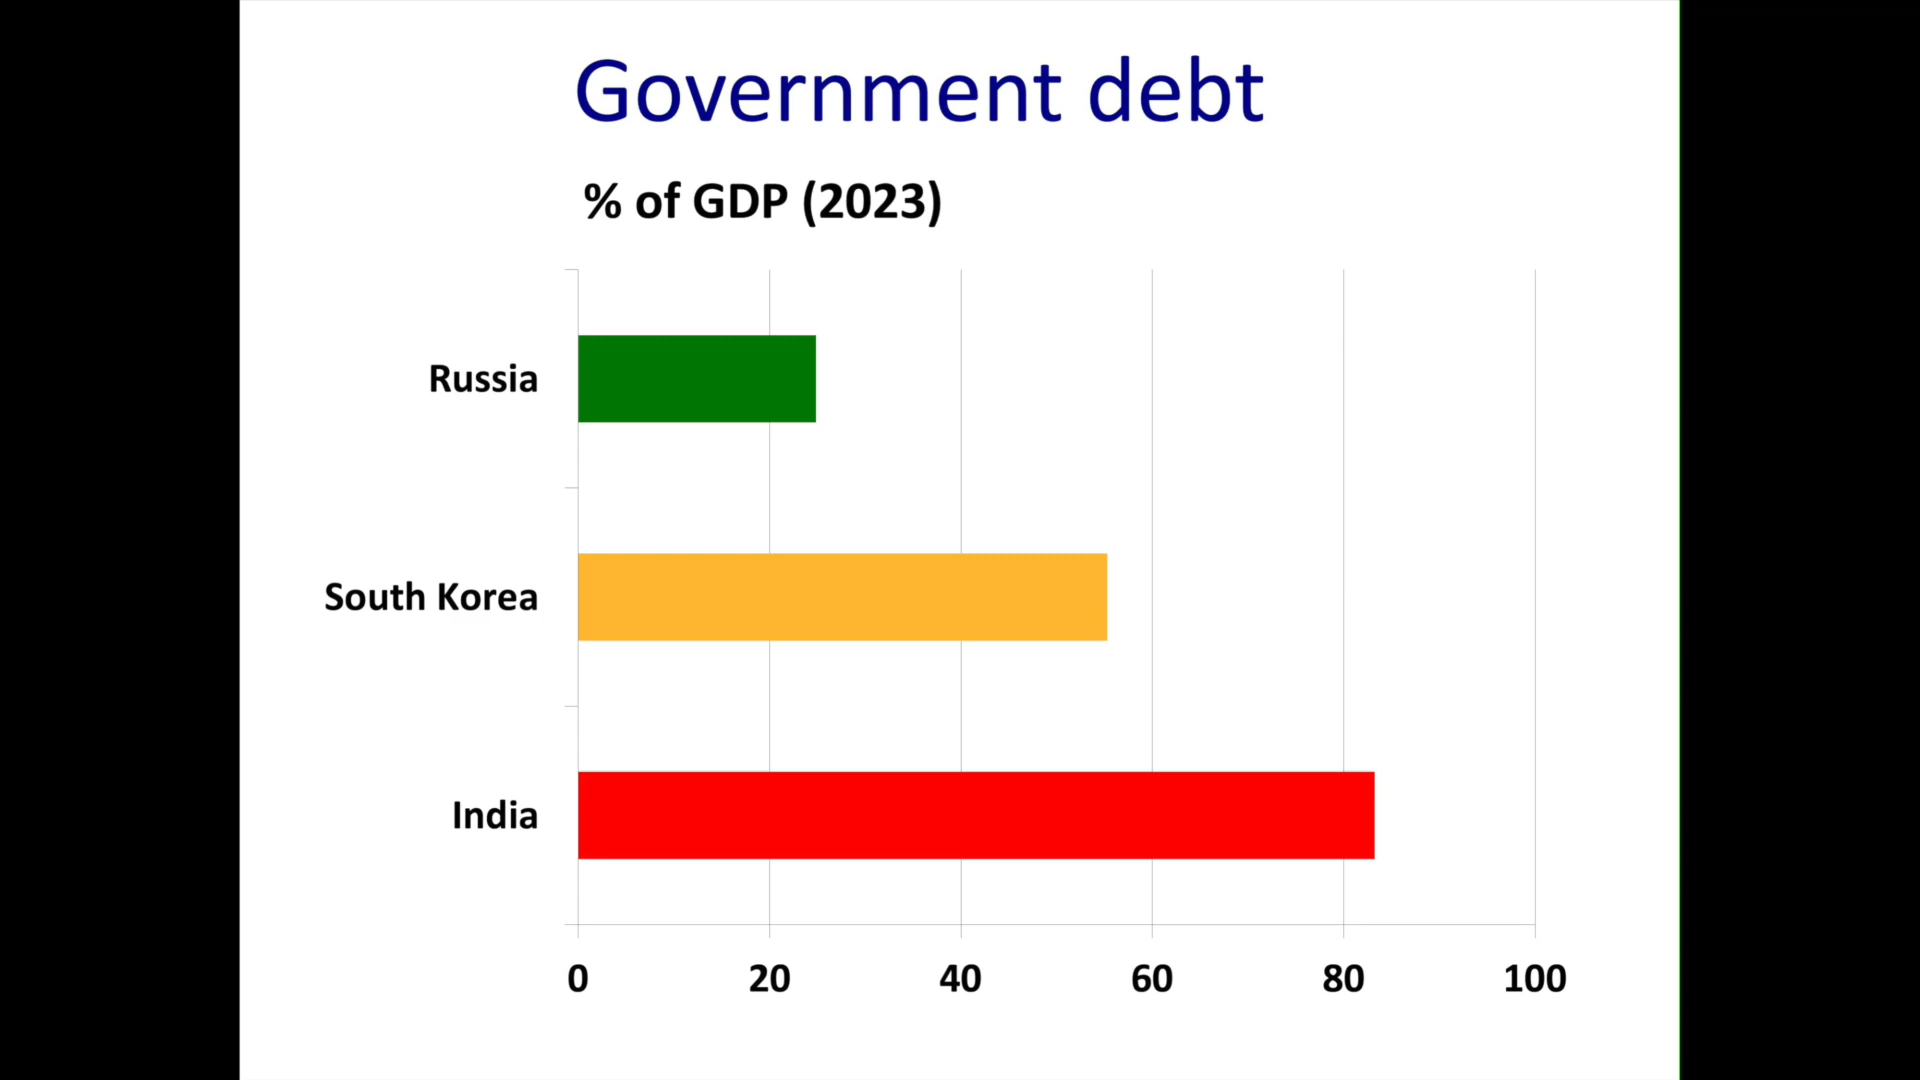 Government debt
% of GDP (2023)
Russia
South Korea
India
0 20 40 60 80 100